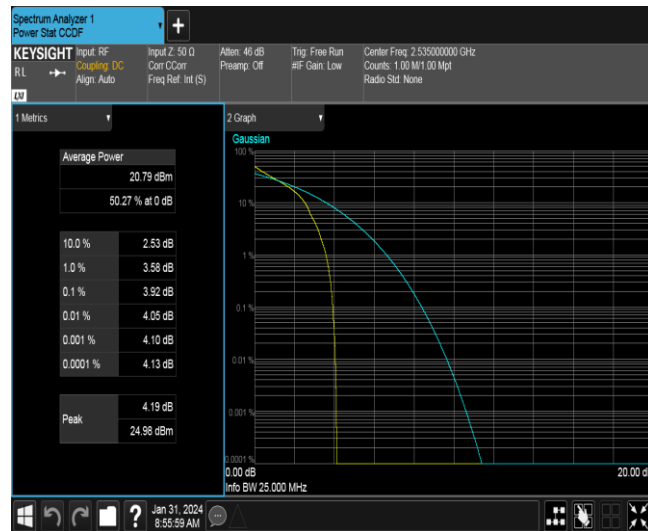 Spectrum Analyzer 1
Power Stat CCDF
KEYSIGHT
RL
LXI
Input: RF
Coupling: DC
Align: Auto
Input Z: 50 Ω
Corr CCorr
Freq Ref: Int (S)
Atten: 46 dB
Preamp: Off
Trig: Free Run
#IF Gain: Low
Center Freq: 2.535000000 GHz
Counts: 1.00 M/1.00 Mpt
Radio Std: None
1 Metrics
Average Power
20.79 dBm
50.27 % at 0 dB
10.0 % 2.53 dB
1.0 % 3.58 dB
0.1 % 3.92 dB
0.01 % 4.05 dB
0.001 % 4.10 dB
0.0001 % 4.13 dB
Peak
4.19 dB
24.98 dBm
2 Graph
Gaussian
100 %
10 %
1 %
0.1 %
0.01 %
0.001 %
0.0001 %
0.00 dB
20.00 d
Info BW 25.000 MHz
?
Jan 31, 2024
8:55:59 AM